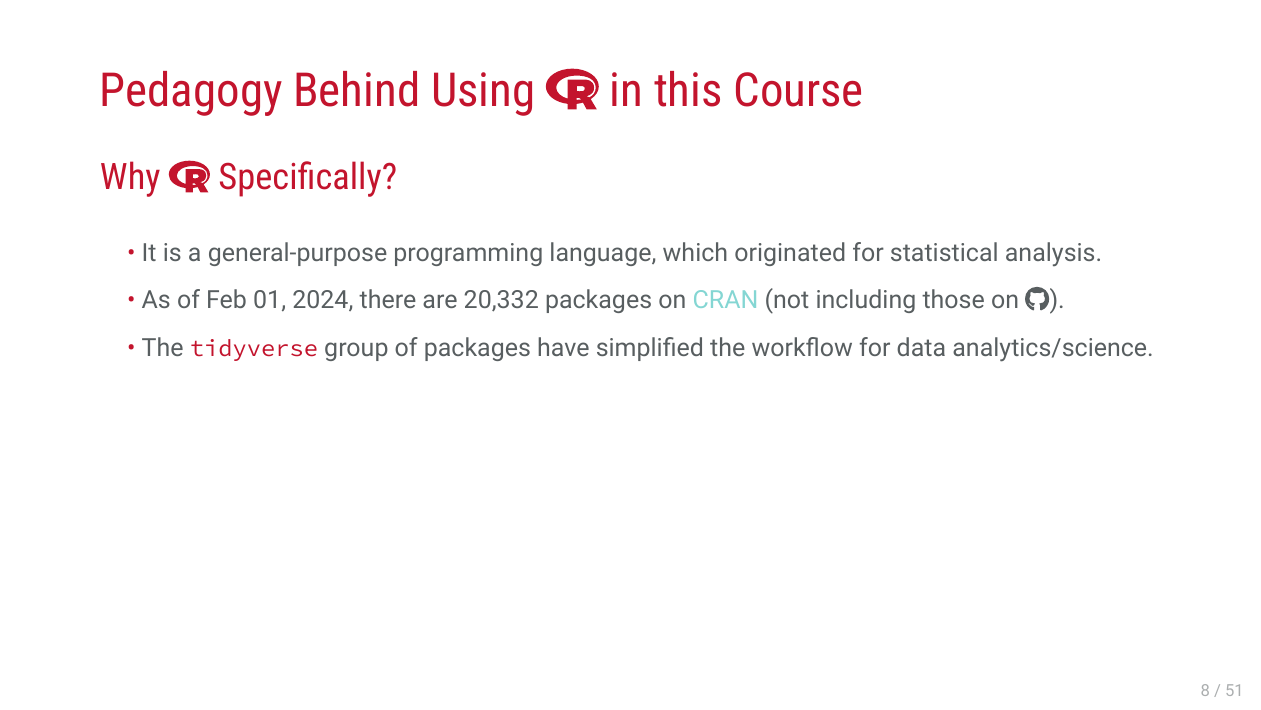 Pedagogy Behind Using R in this Course
Why R Specifically?
• It is a general-purpose programming language, which originated for statistical analysis.
• As of Feb 01, 2024, there are 20,332 packages on CRAN (not including those on ).
• The tidyverse group of packages have simplified the workflow for data analytics/science.
8 / 51